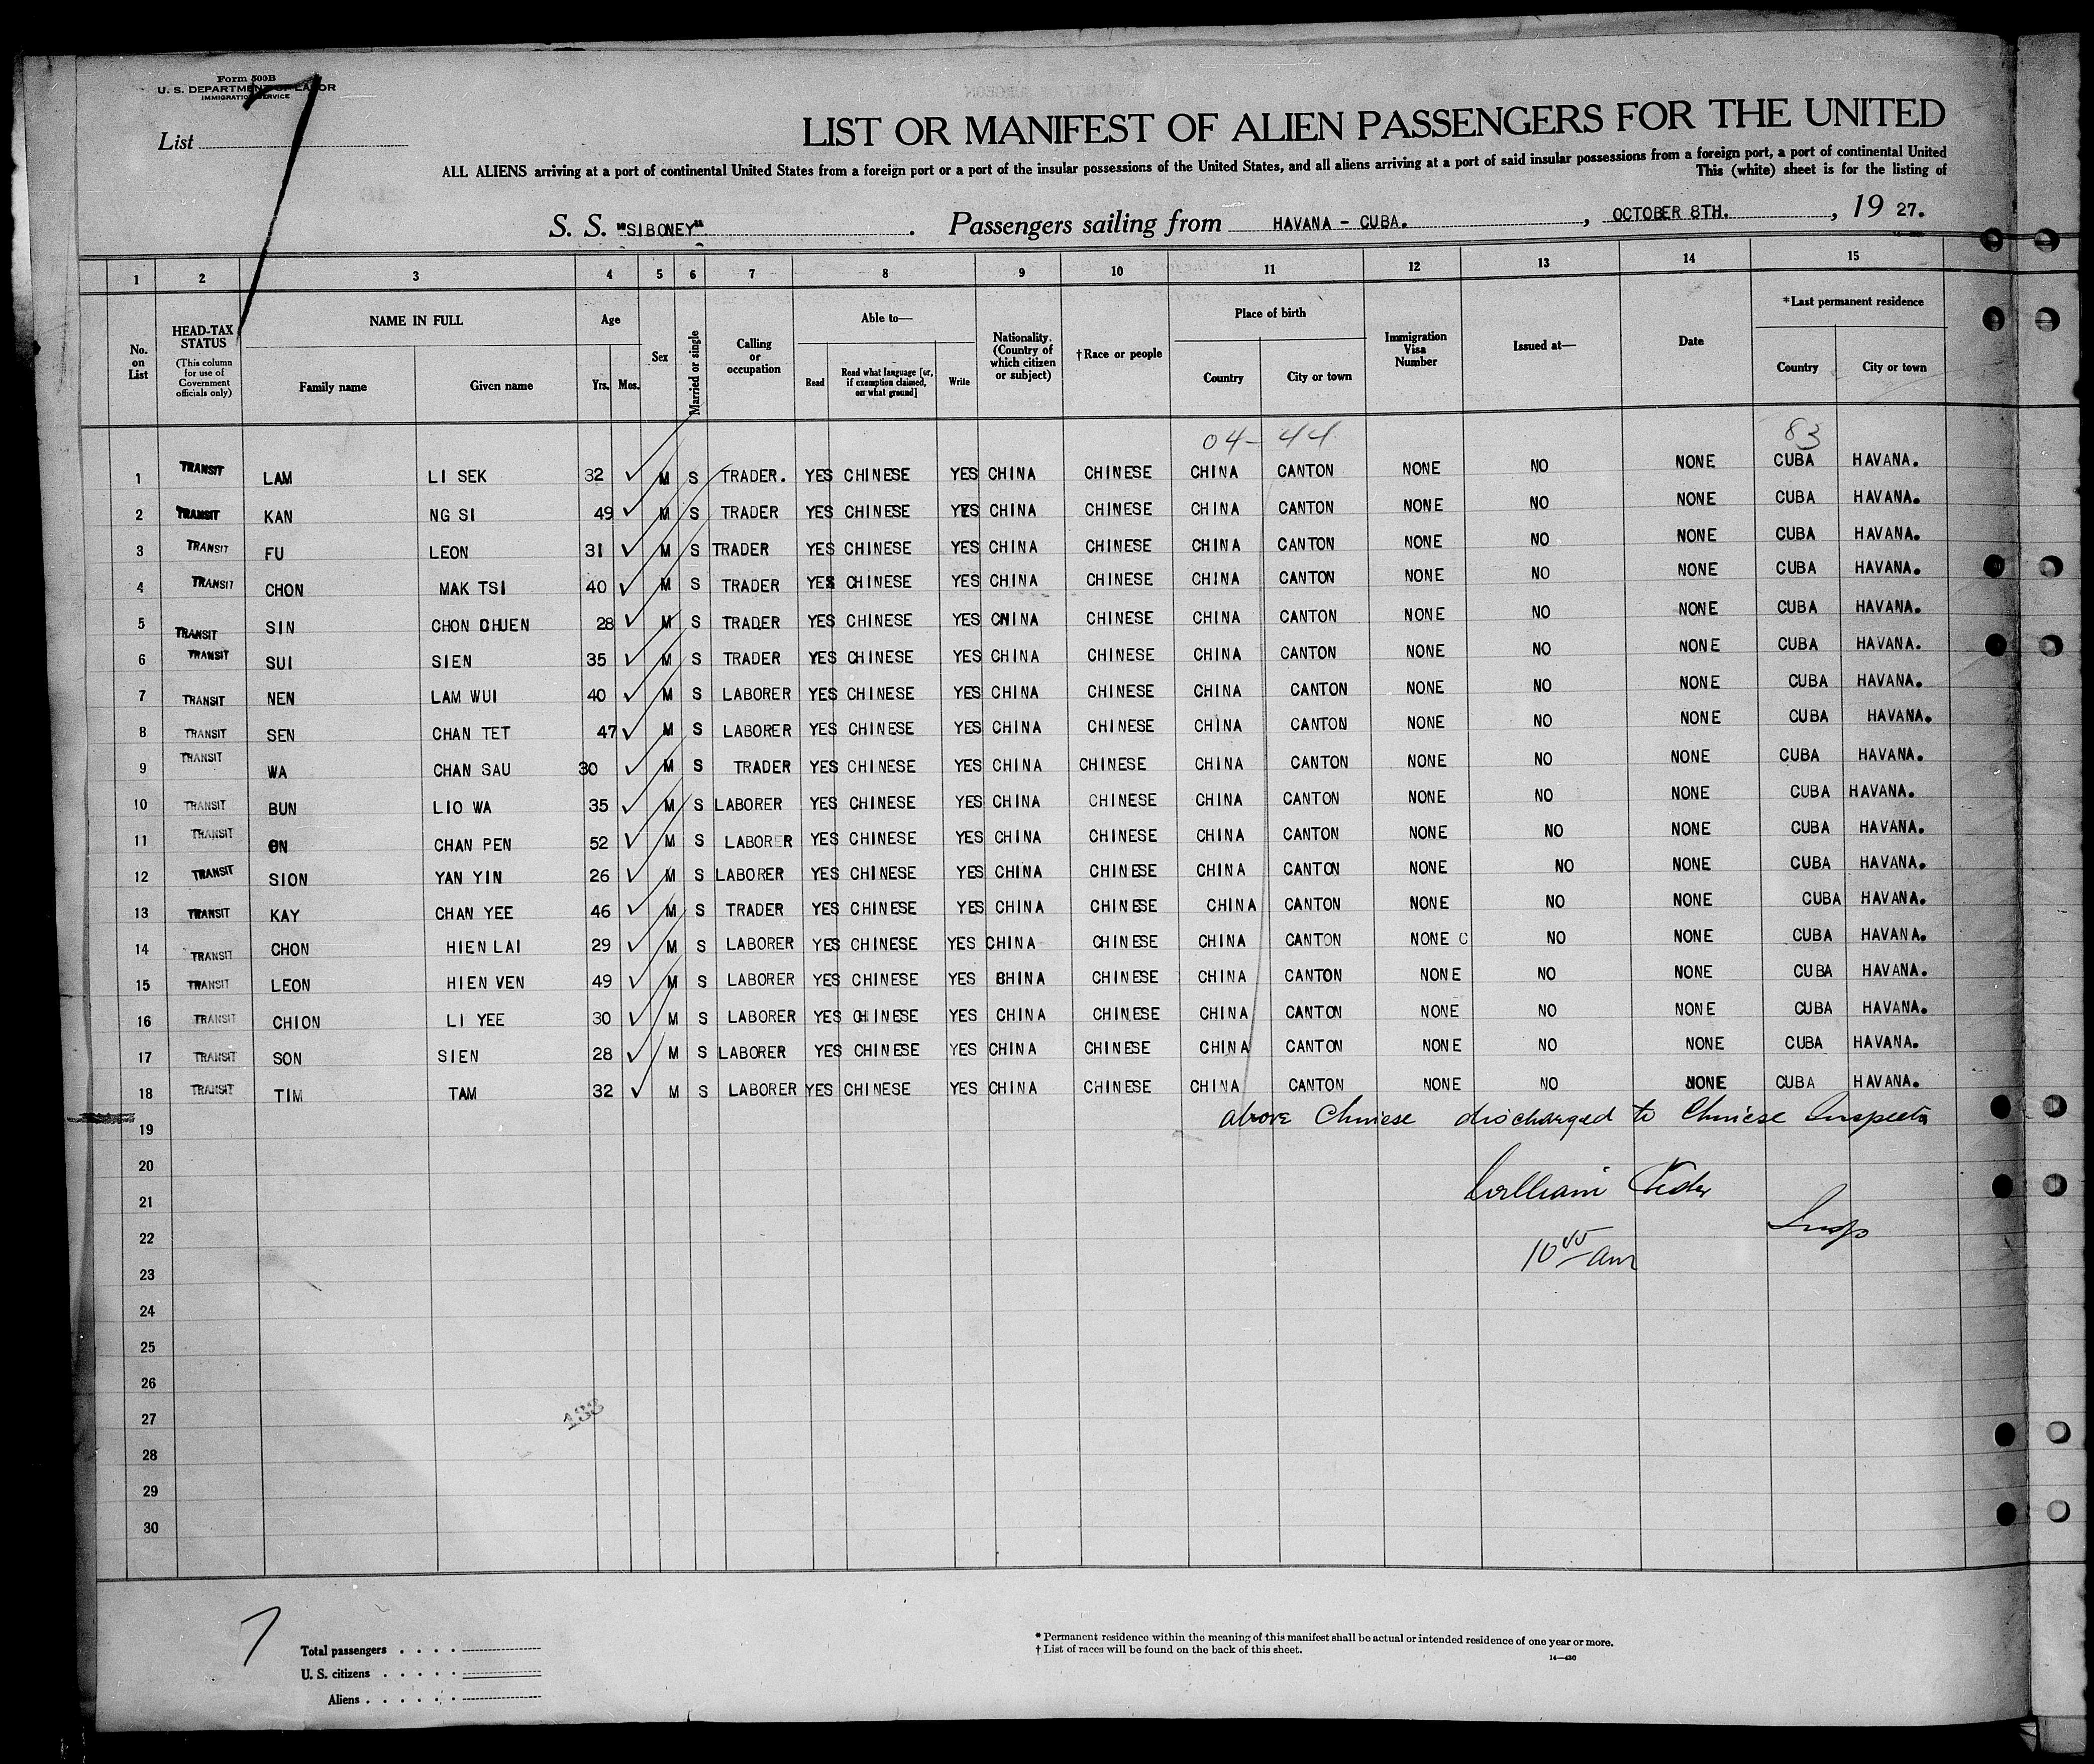 Form 500B
U. S. DEPARTMENT OF LABOR
IMMIGRATION SERVICE
7
List
LIST OR MANIFEST OF ALIEN PASSENGERS FOR THE UNITED
ALL ALIENS arriving at a port of continental United States from a foreign port or a port of the insular possessions of the United States, and all aliens arriving at a port of said insular possessions from a foreign port, a port of continental United
This (white) sheet is for the listing of
S. S. "SIBONEY". Passengers sailing from HAVANA - CUBA. , OCTOBER 8TH. , 19 27.
1 2 3 4 5 6 7 8 9 10 11 12 13 14 15
No. on List HEAD-TAX STATUS (This column for use of Government officials only) NAME IN FULL Family name Given name Age Yrs. Mos. Sex Married or single Calling or occupation Able to— Read Read what language [or, if exemption claimed, on what ground] Write Nationality. (Country of which citizen or subject) †Race or people Place of birth Country City or town Immigration Visa Number Issued at— Date *Last permanent residence Country City or town
04- 44 83
1 TRANSIT LAM LI SEK 32 M S TRADER. YES CHINESE YES CHINA CHINESE CHINA CANTON NONE NO NONE CUBA HAVANA.
2 TRANSIT KAN NG SI 49 M S TRADER YES CHINESE YES CHINA CHINESE CHINA CANTON NONE NO NONE CUBA HAVANA.
3 TRANSIT FU LEON 31 M S TRADER YES CHINESE YES CHINA CHINESE CHINA CANTON NONE NO NONE CUBA HAVANA.
4 TRANSIT CHON MAK TSI 40 M S TRADER YES CHINESE YES CHINA CHINESE CHINA CANTON NONE NO NONE CUBA HAVANA.
5 TRANSIT SIN CHON CHUEN 28 M S TRADER YES CHINESE YES CHINA CHINESE CHINA CANTON NONE NO NONE CUBA HAVANA.
6 TRANSIT SUI SIEN 35 M S TRADER YES CHINESE YES CHINA CHINESE CHINA CANTON NONE NO NONE CUBA HAVANA.
7 TRANSIT NEN LAM WUI 40 M S LABORER YES CHINESE YES CHINA CHINESE CHINA CANTON NONE NO NONE CUBA HAVANA.
8 TRANSIT SEN CHAN TET 47 M S LABORER YES CHINESE YES CHINA CHINESE CHINA CANTON NONE NO NONE CUBA HAVANA.
9 TRANSIT WA CHAN SAU 30 M S TRADER YES CHINESE YES CHINA CHINESE CHINA CANTON NONE NO NONE CUBA HAVANA.
10 TRANSIT BUN LIO WA 35 M S LABORER YES CHINESE YES CHINA CHINESE CHINA CANTON NONE NO NONE CUBA HAVANA.
11 TRANSIT ON CHAN PEN 52 M S LABORER YES CHINESE YES CHINA CHINESE CHINA CANTON NONE NO NONE CUBA HAVANA.
12 TRANSIT SION YAN YIN 26 M S LABORER YES CHINESE YES CHINA CHINESE CHINA CANTON NONE NO NONE CUBA HAVANA.
13 TRANSIT KAY CHAN YEE 46 M S TRADER YES CHINESE YES CHINA CHINESE CHINA CANTON NONE NO NONE CUBA HAVANA.
14 TRANSIT CHON HIEN LAI 29 M S LABORER YES CHINESE YES CHINA CHINESE CHINA CANTON NONE C NO NONE CUBA HAVANA.
15 TRANSIT LEON HIEN VEN 49 M S LABORER YES CHINESE YES BHINA CHINESE CHINA CANTON NONE NO NONE CUBA HAVANA.
16 TRANSIT CHION LI YEE 30 M S LABORER YES CHINESE YES CHINA CHINESE CHINA CANTON NONE NO NONE CUBA HAVANA.
17 TRANSIT SON SIEN 28 M S LABORER YES CHINESE YES CHINA CHINESE CHINA CANTON NONE NO NONE CUBA HAVANA.
18 TRANSIT TIM TAM 32 M S LABORER YES CHINESE YES CHINA CHINESE CHINA CANTON NONE NO NONE CUBA HAVANA.
19 above Chinese discharged to Chinese Inspector
20
21 William
22 Insp
23 10 45 am
24
25
26
27 133
28
29
30
7
Total passengers
U. S. citizens
Aliens
* Permanent residence within the meaning of this manifest shall be actual or intended residence of one year or more.
† List of races will be found on the back of this sheet.
14—430